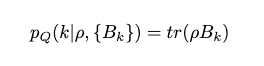 p_Q(k|ρ, {B_k}) = tr(ρB_k)